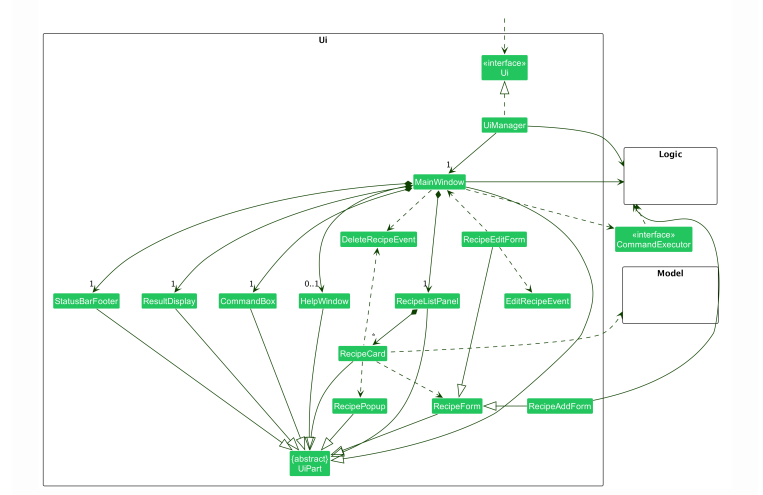 Ui
«interface»
Ui
UiManager
Logic
1
MainWindow
DeleteRecipeEvent
RecipeEditForm
«interface»
CommandExecutor
Model
1
1
1
0..1
1
StatusBarFooter
ResultDisplay
CommandBox
HelpWindow
RecipeListPanel
EditRecipeEvent
*
RecipeCard
RecipePopup
RecipeForm
RecipeAddForm
{abstract}
UiPart